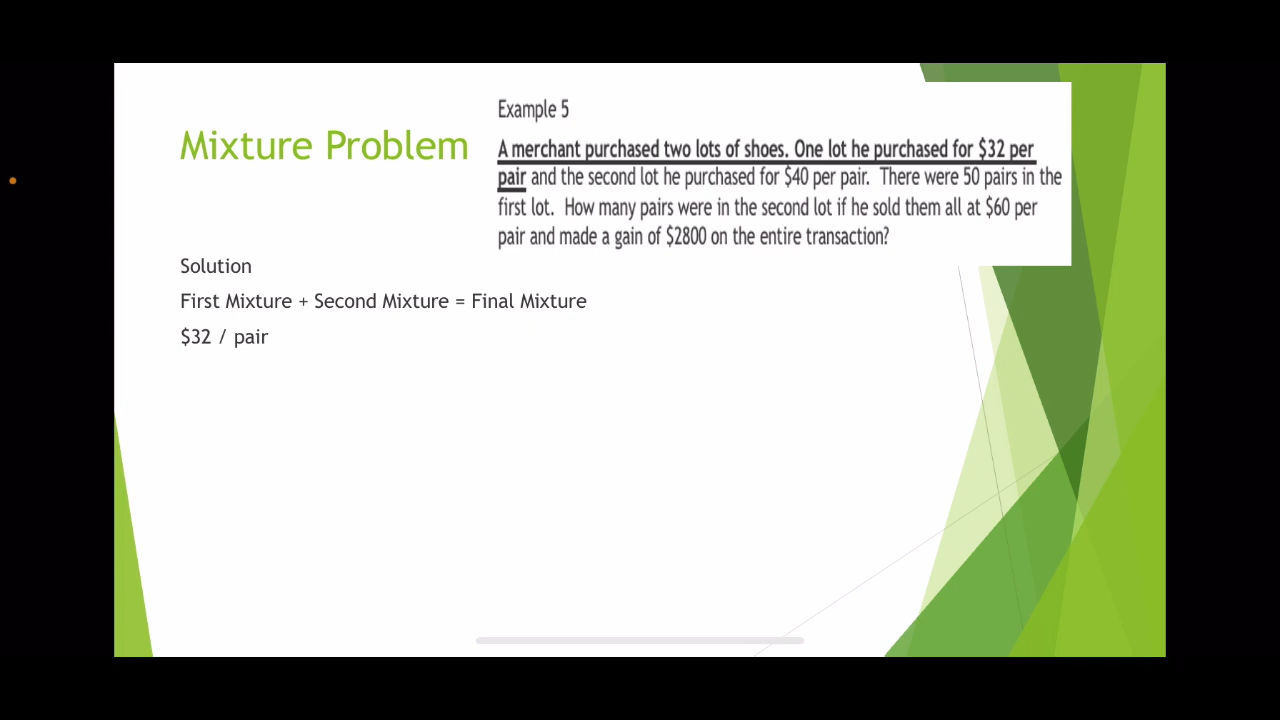 Mixture Problem
Example 5
A merchant purchased two lots of shoes. One lot he purchased for $32 per
pair and the second lot he purchased for $40 per pair. There were 50 pairs in the
first lot. How many pairs were in the second lot if he sold them all at $60 per
pair and made a gain of $2800 on the entire transaction?
Solution
First Mixture + Second Mixture = Final Mixture
$32 / pair